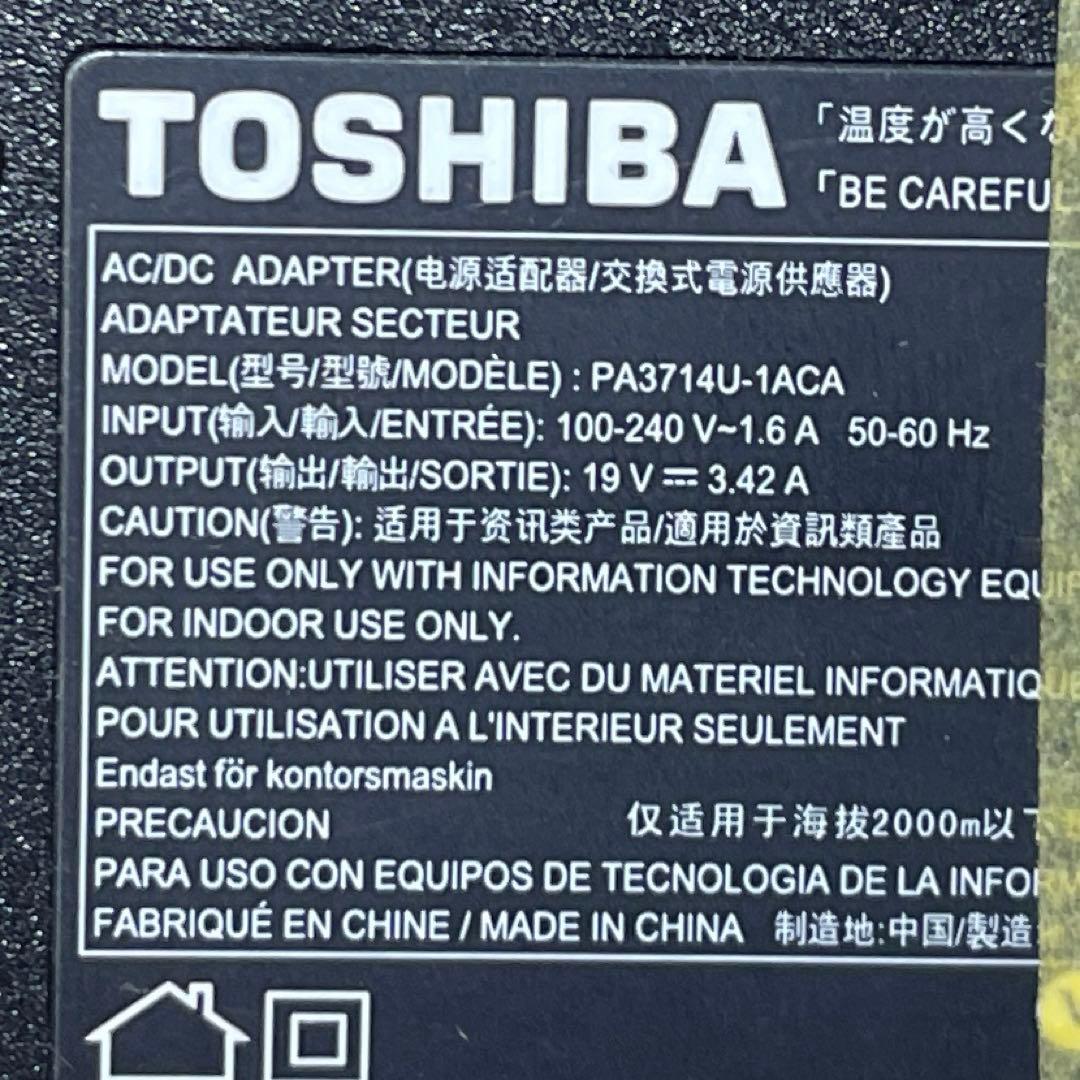 TOSHIBA
「温度が高く
「BE CAREFUL
AC/DC ADAPTER(电源适配器/交換式電源供應器)
ADAPTATEUR SECTEUR
MODEL(型号/型號/MODÈLE) : PA3714U-1ACA
INPUT(输入/輸入/ENTRÉE): 100-240 V~1.6 A 50-60 Hz
OUTPUT(输出/輸出/SORTIE): 19 V ⎓ 3.42 A
CAUTION(警告): 适用于资讯类产品/適用於資訊類產品
FOR USE ONLY WITH INFORMATION TECHNOLOGY EQUIP
FOR INDOOR USE ONLY.
ATTENTION:UTILISER AVEC DU MATERIEL INFORMATIQUE
POUR UTILISATION A L'INTERIEUR SEULEMENT
Endast för kontorsmaskin
PRECAUCION
仅适用于海拔2000m以下
PARA USO CON EQUIPOS DE TECNOLOGIA DE LA INFORM
FABRIQUÉ EN CHINE / MADE IN CHINA 制造地:中国/製造